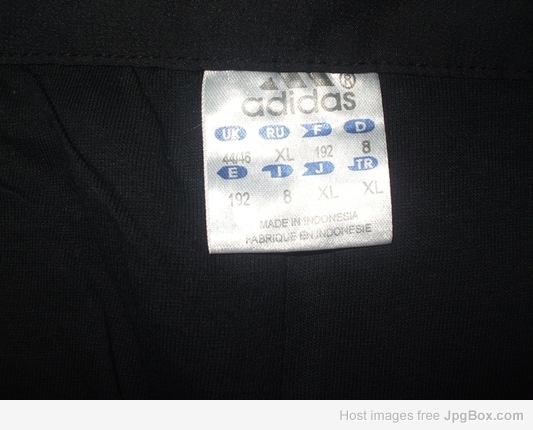 ®
adidas
UK RU F D
44/46 XL 192 8
E I J TR
192 8 XL XL
MADE IN INDONESIA
FABRIQUE EN INDONESIE
Host images free JpgBox.com